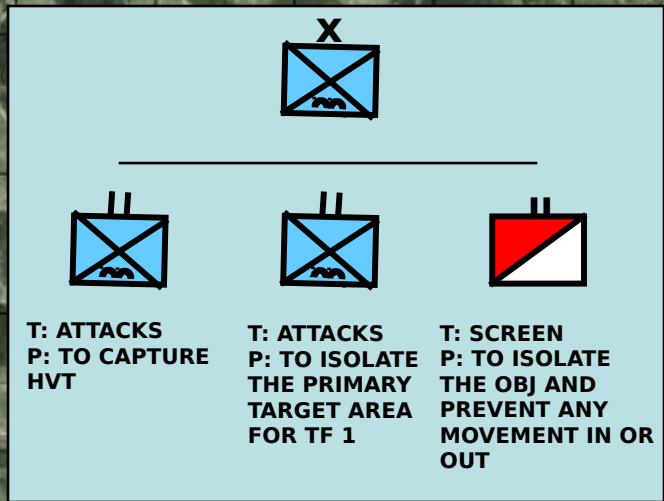 X
II
II
II
T: ATTACKS
P: TO CAPTURE
HVT
T: ATTACKS
P: TO ISOLATE
THE PRIMARY
TARGET AREA
FOR TF 1
T: SCREEN
P: TO ISOLATE
THE OBJ AND
PREVENT ANY
MOVEMENT IN OR
OUT